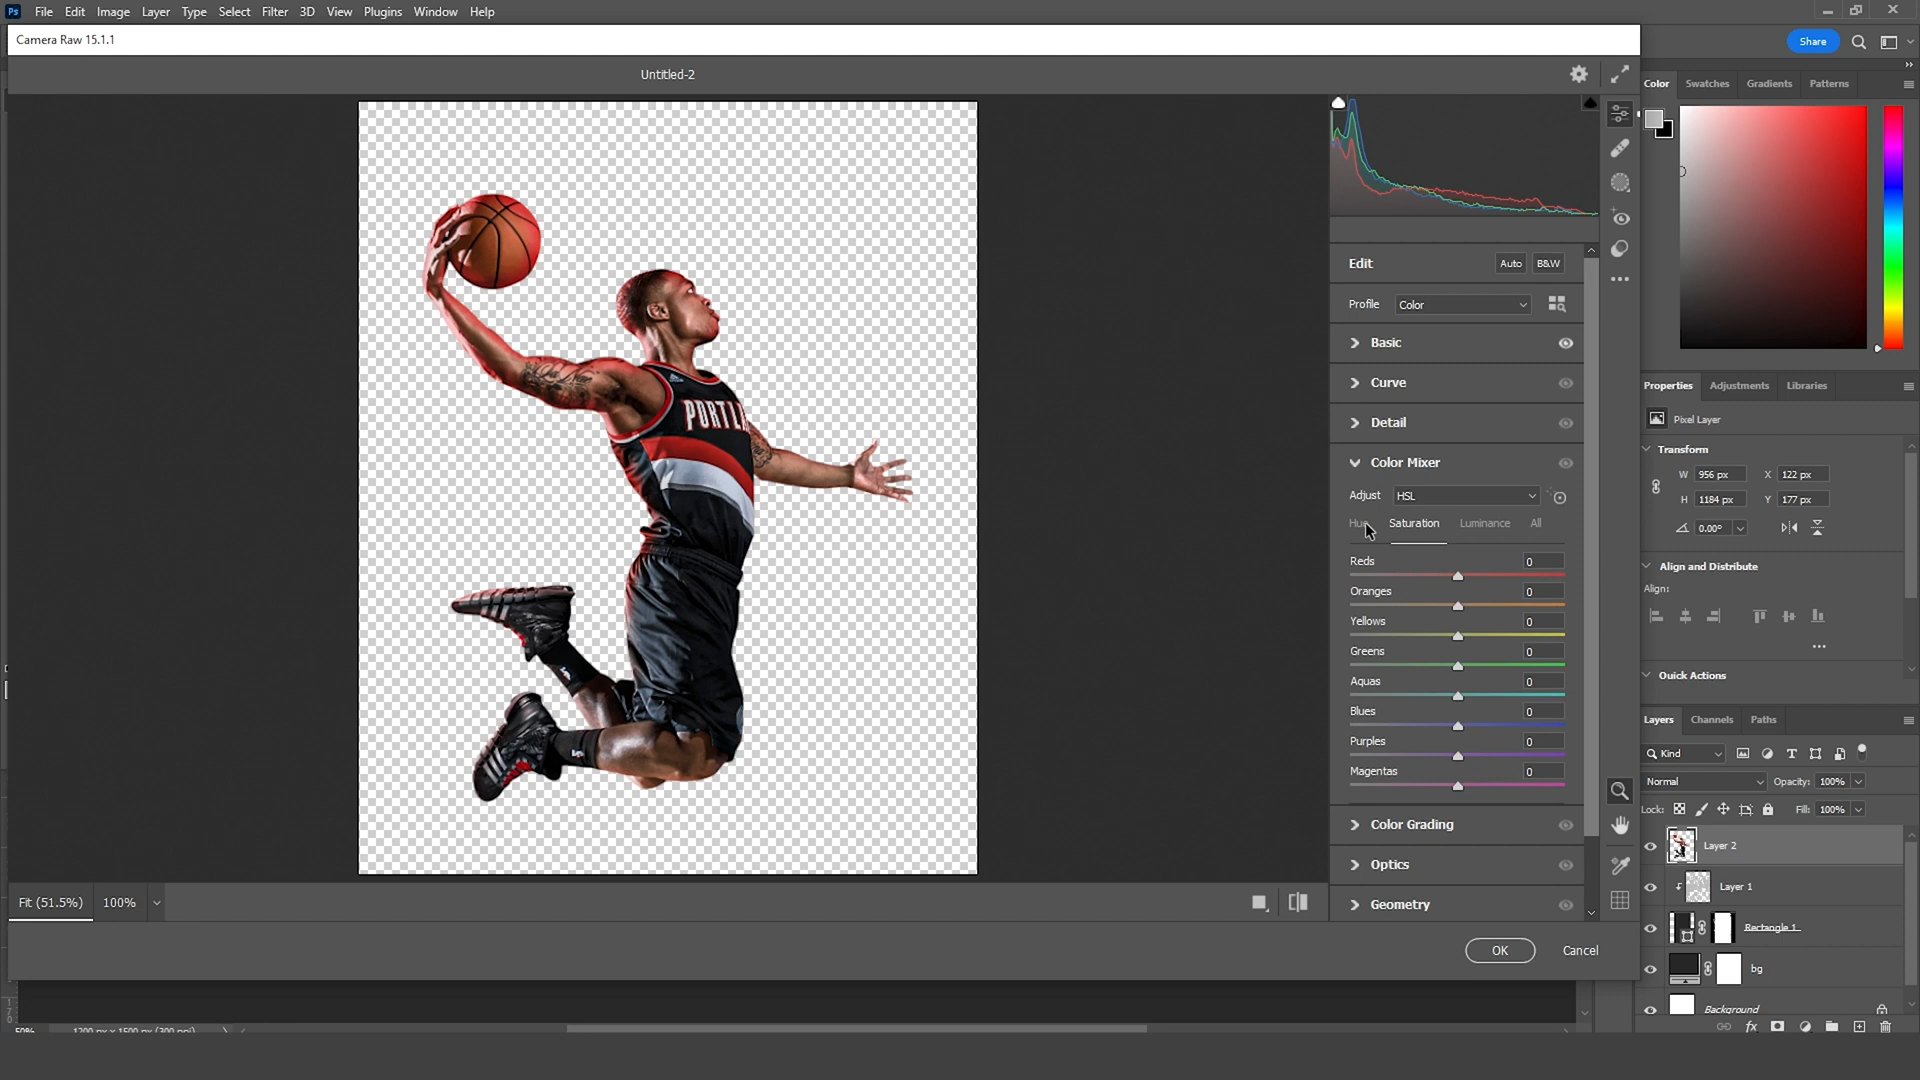 Ps File Edit Image Layer Type Select Filter 3D View Plugins Window Help
Camera Raw 15.1.1
Share
Untitled-2
Color Swatches Gradients Patterns
Edit Auto B&W
Profile Color
Basic
Curve
Detail
Color Mixer
Adjust HSL
Hue Saturation Luminance All
Reds 0
Oranges 0
Yellows 0
Greens 0
Aquas 0
Blues 0
Purples 0
Magentas 0
Color Grading
Optics
Geometry
PORTLA
Fit (51.5%) 100%
OK Cancel
Properties Adjustments Libraries
Pixel Layer
Transform
W 956 px X 122 px
H 1184 px Y 177 px
0.00°
Align and Distribute
Align:
Quick Actions
Layers Channels Paths
Kind
Normal Opacity: 100%
Lock: Fill: 100%
Layer 2
Layer 1
Rectangle 1
bg
Background
fx
50% 1200 px x 1500 px (300 ppi)